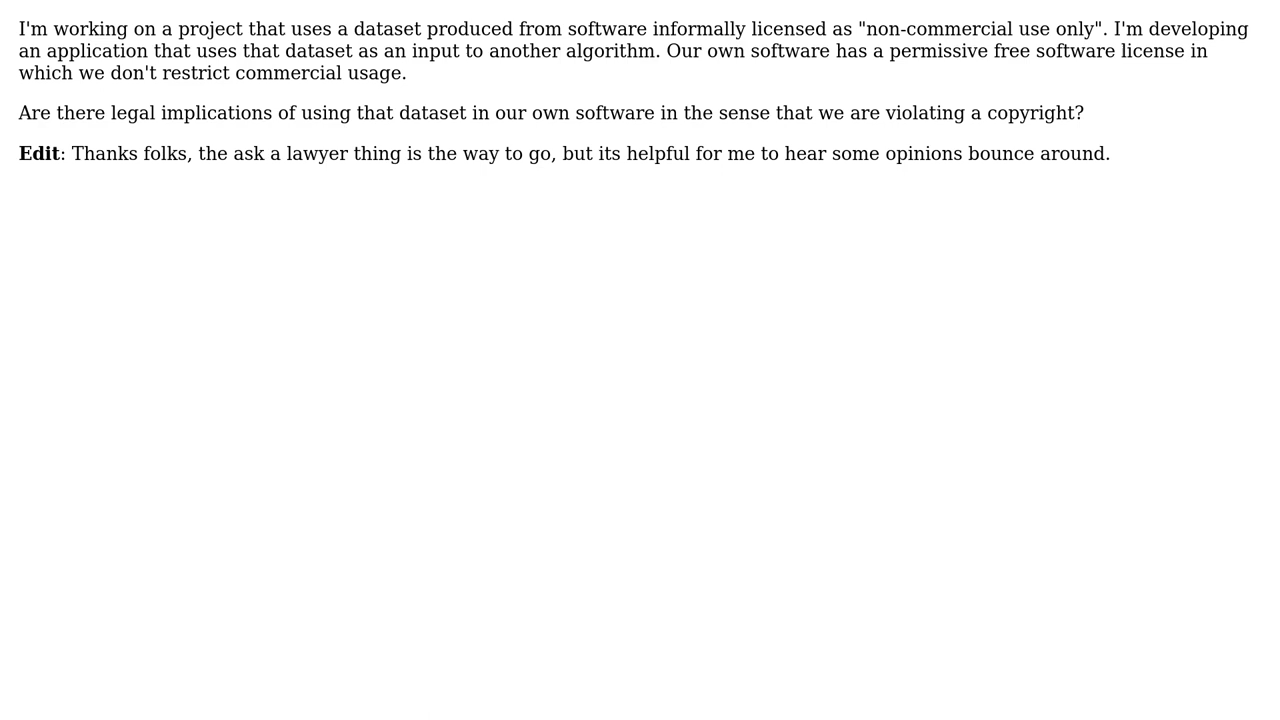 I'm working on a project that uses a dataset produced from software informally licensed as "non-commercial use only". I'm developing
an application that uses that dataset as an input to another algorithm. Our own software has a permissive free software license in
which we don't restrict commercial usage.
Are there legal implications of using that dataset in our own software in the sense that we are violating a copyright?
Edit: Thanks folks, the ask a lawyer thing is the way to go, but its helpful for me to hear some opinions bounce around.